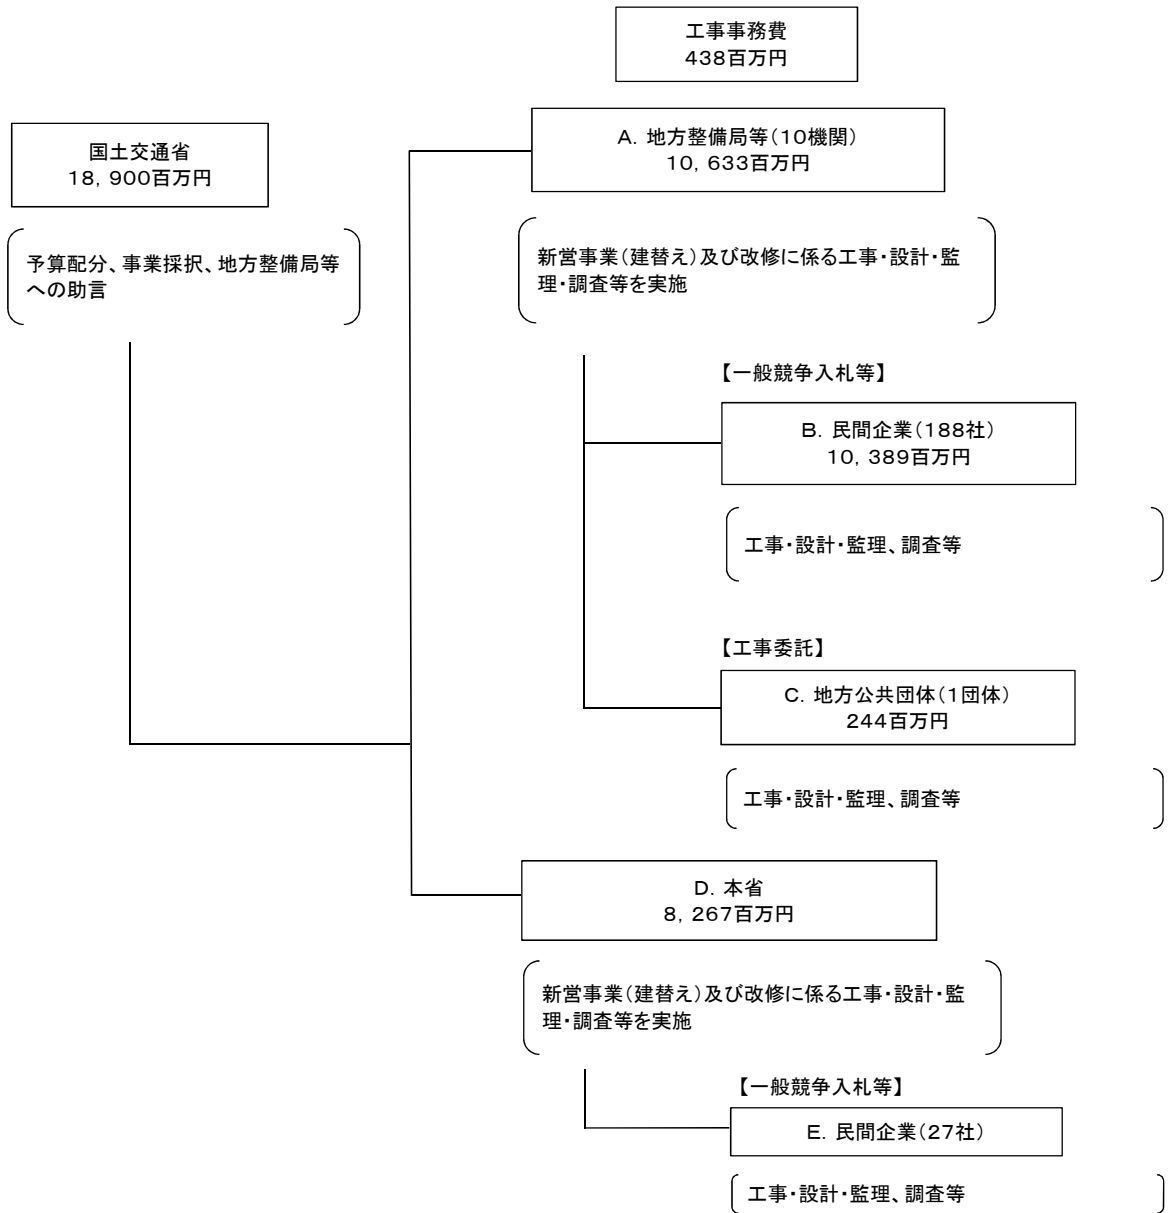 工事事務費
438百万円
国土交通省
18，900百万円
予算配分、事業採択、地方整備局等
への助言
A．地方整備局等（10機関）
10，633百万円
新営事業（建替え）及び改修に係る工事・設計・監
理・調査等を実施
【一般競争入札等】
B．民間企業（188社）
10，389百万円
工事・設計・監理、調査等
【工事委託】
C．地方公共団体（1団体）
244百万円
工事・設計・監理、調査等
D．本省
8，267百万円
新営事業（建替え）及び改修に係る工事・設計・監
理・調査等を実施
【一般競争入札等】
E．民間企業（27社）
工事・設計・監理、調査等